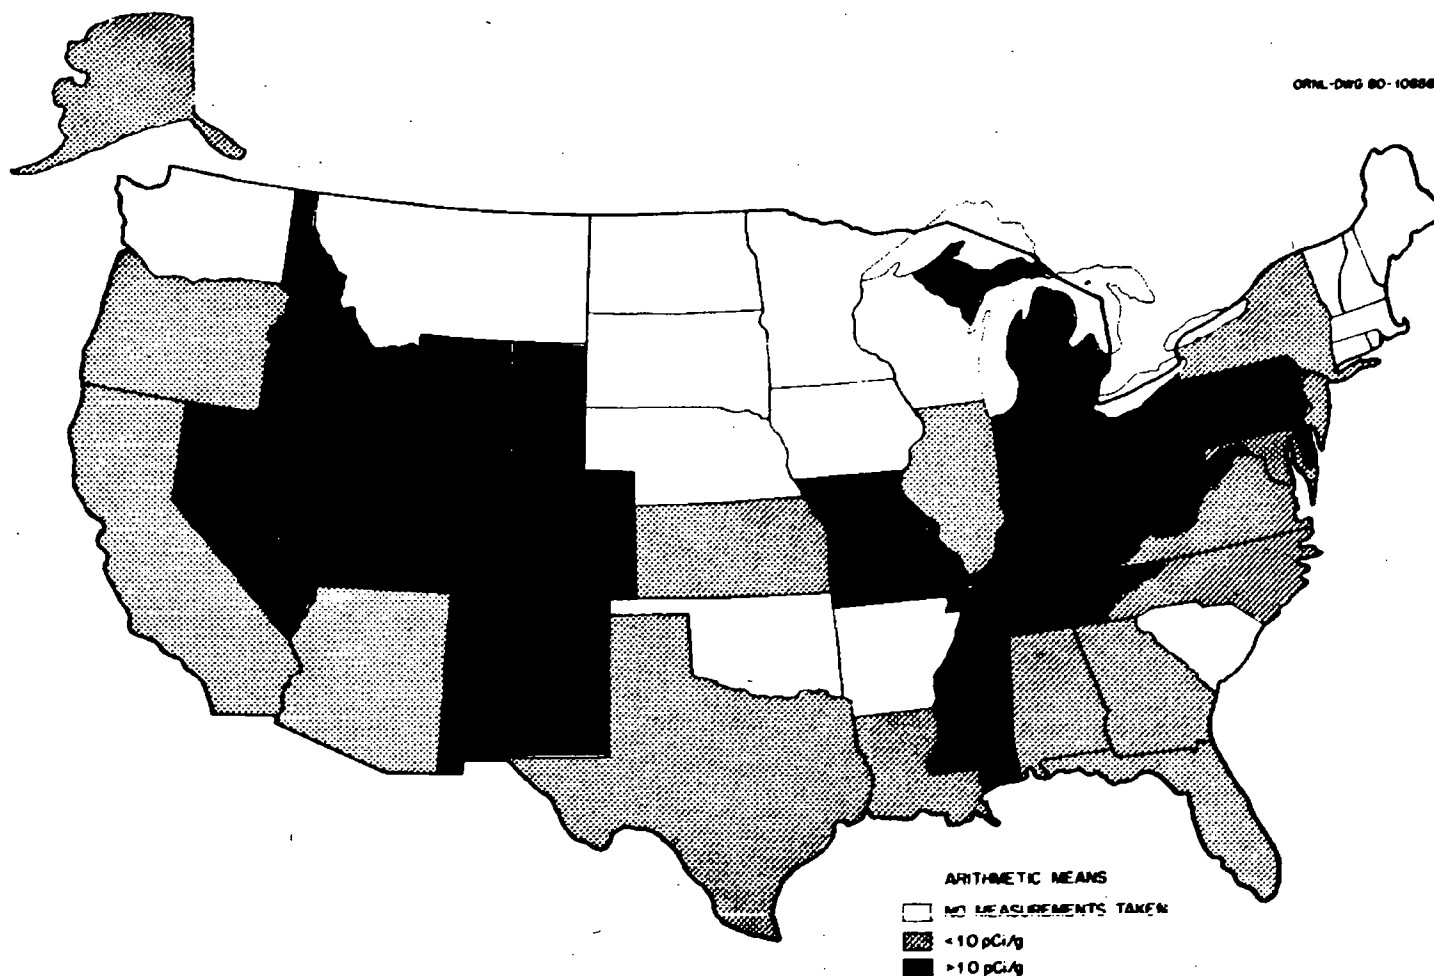 ORNL-DWG 80-10886
ARITHMETIC MEANS
NO MEASUREMENTS TAKEN
<1.0 pCi/g
>1.0 pCi/g